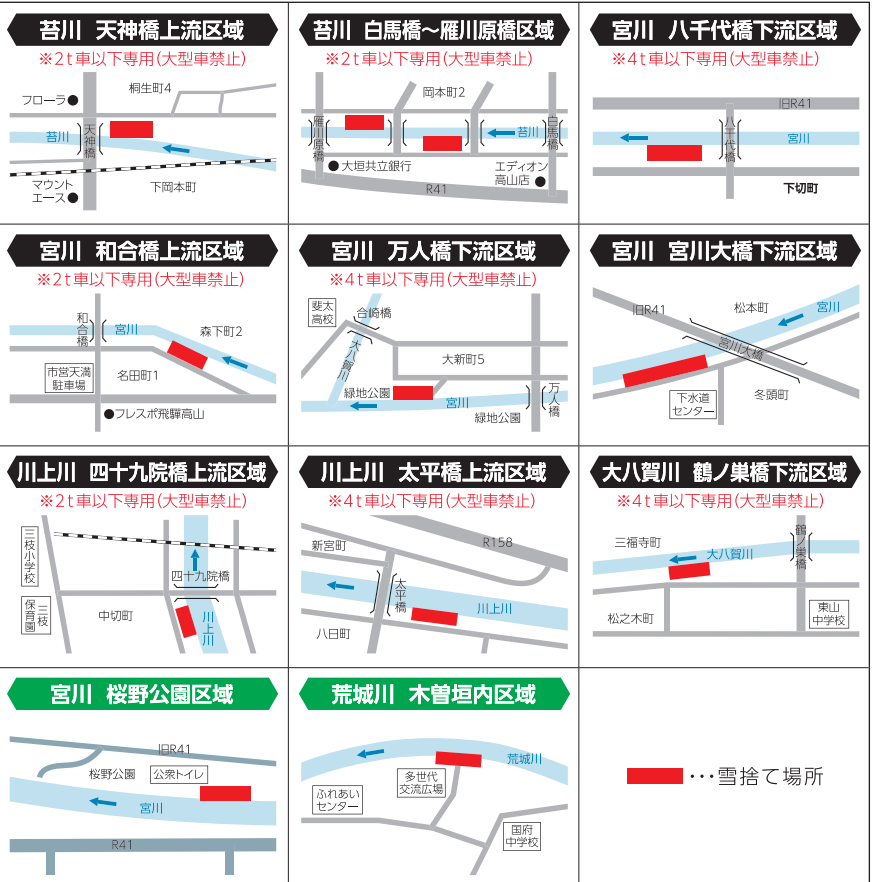 苔川 天神橋上流区域
※2t車以下専用(大型車禁止)
桐生町4
フローラ
苔川
天神橋
マウント
エース
下岡本町
苔川 白馬橋～雁川原橋区域
※2t車以下専用(大型車禁止)
岡本町2
雁川原橋
苔川
白馬橋
大垣共立銀行
エディオン
高山店
R41
宮川 八千代橋下流区域
※4t車以下専用(大型車禁止)
旧R41
八千代橋
宮川
下切町
宮川 和合橋上流区域
※2t車以下専用(大型車禁止)
和合橋
宮川
森下町2
市営天満
駐車場
名田町1
フレスポ飛驒高山
宮川 万人橋下流区域
※4t車以下専用(大型車禁止)
斐太
高校
合崎橋
大八賀川
大新町5
緑地公園
宮川
緑地公園
万人橋
宮川 宮川大橋下流区域
旧R41
松本町
宮川
宮川大橋
下水道
センター
冬頭町
川上川 四十九院橋上流区域
※2t車以下専用(大型車禁止)
三枝小学校
四十九院橋
三枝
保育園
中切町
川上川
川上川 太平橋上流区域
※4t車以下専用(大型車禁止)
新宮町
R158
太平橋
川上川
八日町
大八賀川 鶴ノ巣橋下流区域
※4t車以下専用(大型車禁止)
三福寺町
大八賀川
鶴ノ巣橋
松之木町
東山
中学校
宮川 桜野公園区域
旧R41
桜野公園
公衆トイレ
宮川
R41
荒城川 木曽垣内区域
荒城川
ふれあい
センター
多世代
交流広場
国府
中学校
…雪捨て場所